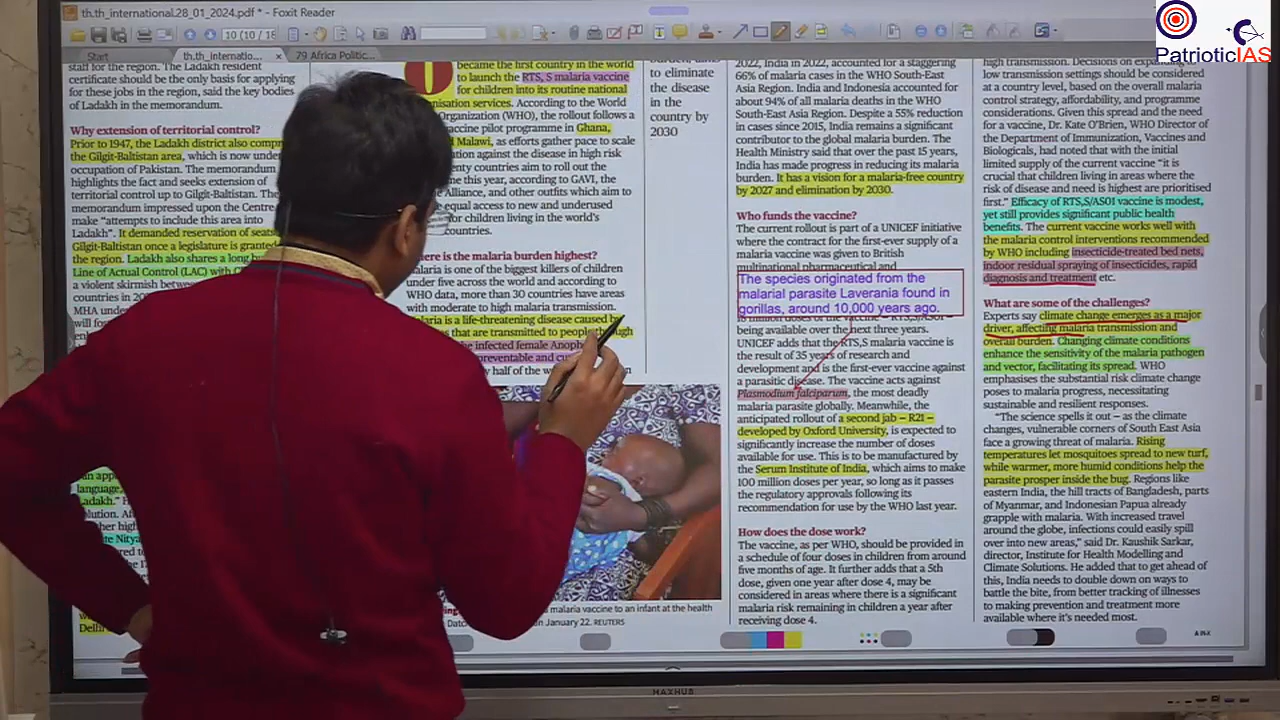 th.th_international.28_01_2024.pdf * - Foxit Reader
PatrioticIAS
10 (10 / 18
Start
th.th_internatio...
79 Africa Politic...
staff for the region. The Ladakh resident
certificate should be the only basis for applying
for these jobs in the region, said the key bodies
of Ladakh in the memorandum.
Why extension of territorial control?
Prior to 1947, the Ladakh district also
the Gilgit-Baltistan area, which is now under
occupation of Pakistan. The memorandum
highlights the fact and seeks extension of
territorial control up to Gilgit-Baltistan. The
memorandum impressed upon the Centre
make “attempts to include this area into
Ladakh”. It demanded reservation of seats
Gilgit-Baltistan once a legislature is granted
the region. Ladakh also shares a long
Line of Actual Control (LAC) with
a violent skirmish
countries in
MHA under
will
language,
Ladakh.”
Delhi
became the first country in the world
to launch the RTS, S malaria vaccine
for children into its routine national
services. According to the World
Organization (WHO), the rollout follows a
vaccine pilot programme in Ghana,
Malawi, as efforts gather pace to scale
against the disease in high risk
countries aim to roll out the
this year, according to GAVI, the
Alliance, and other outfits which aim to
equal access to new and underused
for children living in the world’s
countries.
is the malaria burden highest?
is one of the biggest killers of children
under five across the world and according to
WHO data, more than 30 countries have areas
with moderate to high malaria transmission.
is a life-threatening disease caused by
that are transmitted to people through
the infected female
preventable and
half of the
malaria vaccine to an infant at the health
on January 22. REUTERS
to eliminate
the disease
in the
country by
2030
2022, India in 2022, accounted for a staggering
66% of malaria cases in the WHO South-East
Asia Region. India and Indonesia accounted for
about 94% of all malaria deaths in the WHO
South-East Asia Region. Despite a 55% reduction
in cases since 2015, India remains a significant
contributor to the global malaria burden. The
Health Ministry said that over the past 15 years,
India has made progress in reducing its malaria
burden. It has a vision for a malaria-free country
by 2027 and elimination by 2030.
Who funds the vaccine?
The current rollout is part of a UNICEF initiative
where the contract for the first-ever supply of a
malaria vaccine was given to British
multinational pharmaceutical and
The species originated from the
malarial parasite Laverania found in
gorillas, around 10,000 years ago.
being available over the next three years.
UNICEF adds that the RTS,S malaria vaccine is
the result of 35 years of research and
development and is the first-ever vaccine against
a parasitic disease. The vaccine acts against
Plasmodium falciparum, the most deadly
malaria parasite globally. Meanwhile, the
anticipated rollout of a second jab – R21 –
developed by Oxford University, is expected to
significantly increase the number of doses
available for use. This is to be manufactured by
the Serum Institute of India, which aims to make
100 million doses per year, so long as it passes
the regulatory approvals following its
recommendation for use by the WHO last year.
How does the dose work?
The vaccine, as per WHO, should be provided in
a schedule of four doses in children from around
five months of age. It further adds that a 5th
dose, given one year after dose 4, may be
considered in areas where there is a significant
malaria risk remaining in children a year after
receiving dose 4.
high transmission. Decisions on
low transmission settings should be considered
at a country level, based on the overall malaria
control strategy, affordability, and programme
considerations. Given this spread and the need
for a vaccine, Dr. Kate O’Brien, WHO Director of
the Department of Immunization, Vaccines and
Biologicals, had noted that with the initial
limited supply of the current vaccine “it is
crucial that children living in areas where the
risk of disease and need is highest are prioritised
first.” Efficacy of RTS,S/AS01 vaccine is modest,
yet still provides significant public health
benefits. The current vaccine works well with
the malaria control interventions recommended
by WHO including insecticide-treated bed nets,
indoor residual spraying of insecticides, rapid
diagnosis and treatment etc.
What are some of the challenges?
Experts say climate change emerges as a major
driver, affecting malaria transmission and
overall burden. Changing climate conditions
enhance the sensitivity of the malaria pathogen
and vector, facilitating its spread. WHO
emphasises the substantial risk climate change
poses to malaria progress, necessitating
sustainable and resilient responses.
“The science spells it out – as the climate
changes, vulnerable corners of South East Asia
face a growing threat of malaria. Rising
temperatures let mosquitoes spread to new turf,
while warmer, more humid conditions help the
parasite prosper inside the bug. Regions like
eastern India, the hill tracts of Bangladesh, parts
of Myanmar, and Indonesian Papua already
grapple with malaria. With increased travel
around the globe, infections could easily spill
over into new areas,” said Dr. Kaushik Sarkar,
director, Institute for Health Modelling and
Climate Solutions. He added that to get ahead of
this, India needs to double down on ways to
battle the bite, from better tracking of illnesses
to making prevention and treatment more
available where it’s needed most.
MAXHUB